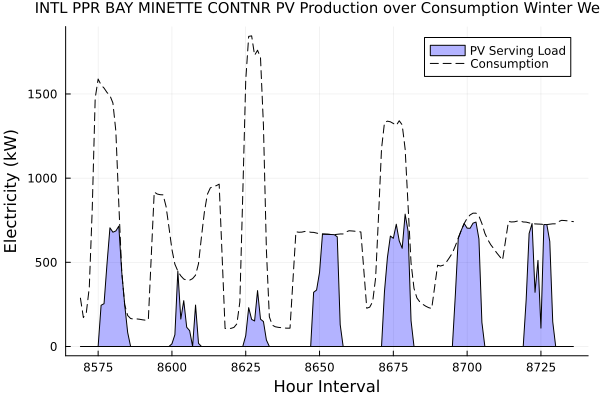 INTL PPR BAY MINETTE CONTNR PV Production over Consumption Winter We
PV Serving Load
Consumption
Electricity (kW)
1500
1000
500
0
8575 8600 8625 8650 8675 8700 8725
Hour Interval